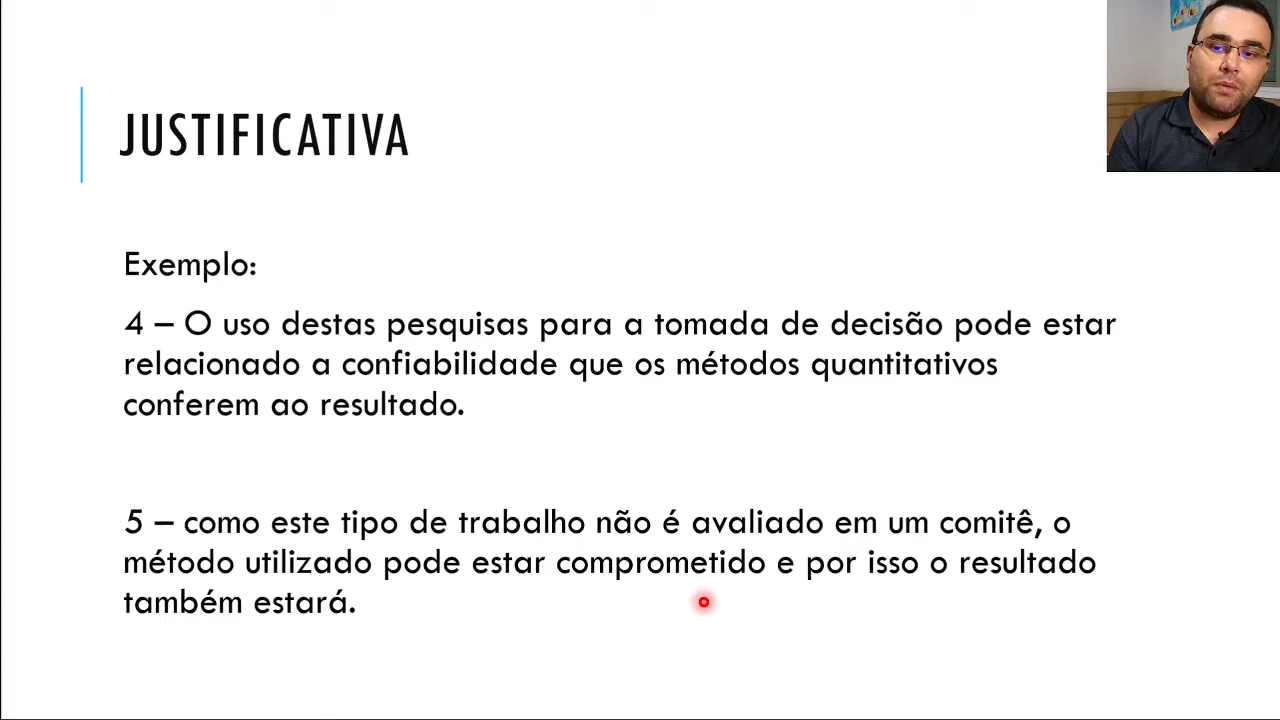 JUSTIFICATIVA
Exemplo:
4 – O uso destas pesquisas para a tomada de decisão pode estar
relacionado a confiabilidade que os métodos quantitativos
conferem ao resultado.
5 – como este tipo de trabalho não é avaliado em um comitê, o
método utilizado pode estar comprometido e por isso o resultado
também estará.